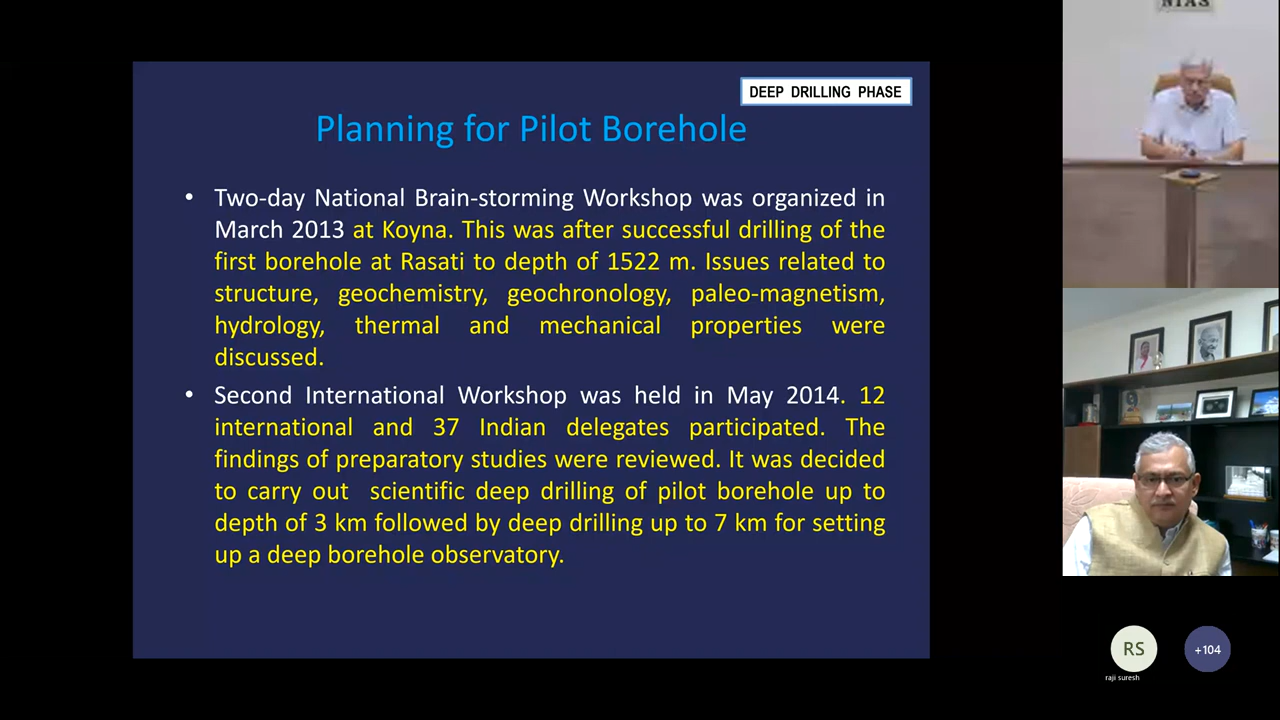 NIAS
DEEP DRILLING PHASE
Planning for Pilot Borehole
• Two-day National Brain-storming Workshop was organized in
March 2013 at Koyna. This was after successful drilling of the
first borehole at Rasati to depth of 1522 m. Issues related to
structure, geochemistry, geochronology, paleo-magnetism,
hydrology, thermal and mechanical properties were
discussed.
• Second International Workshop was held in May 2014. 12
international and 37 Indian delegates participated. The
findings of preparatory studies were reviewed. It was decided
to carry out scientific deep drilling of pilot borehole up to
depth of 3 km followed by deep drilling up to 7 km for setting
up a deep borehole observatory.
RS
+104
raji suresh